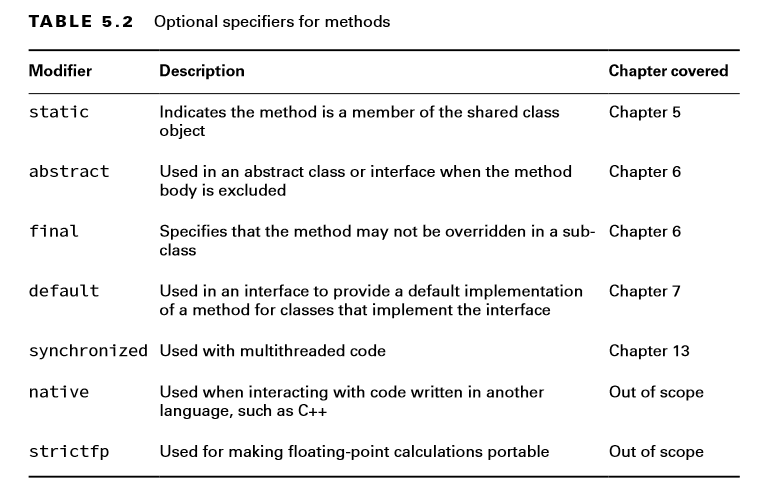 TABLE 5.2 Optional specifiers for methods
Modifier Description Chapter covered
static Indicates the method is a member of the shared class Chapter 5
object
abstract Used in an abstract class or interface when the method Chapter 6
body is excluded
final Specifies that the method may not be overridden in a sub- Chapter 6
class
default Used in an interface to provide a default implementation Chapter 7
of a method for classes that implement the interface
synchronized Used with multithreaded code Chapter 13
native Used when interacting with code written in another Out of scope
language, such as C++
strictfp Used for making floating-point calculations portable Out of scope